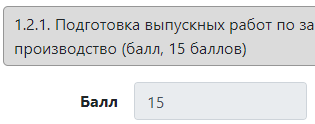 1.2.1. Подготовка выпускных работ по за
производство (балл, 15 баллов)
Балл 15